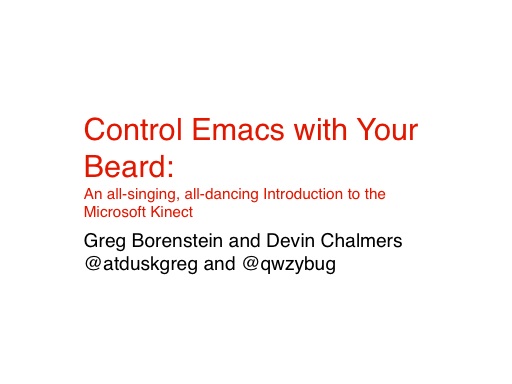 Control Emacs with Your
Beard:
An all-singing, all-dancing Introduction to the
Microsoft Kinect
Greg Borenstein and Devin Chalmers
@atduskgreg and @qwzybug